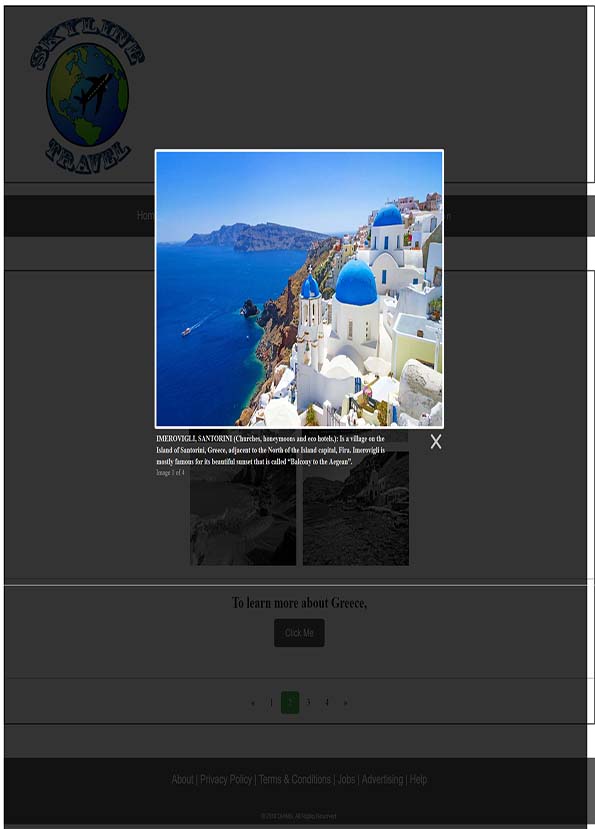 SKYLINE
TRAVEL
Hom
IMEROVIGLI, SANTORINI (Churches, honeymoons and eco hotels,): Is a village on the
Island of Santorini, Greece, adjacent to the North of the Island capital, Fira. Imerovigli is
mostly famous for its beautiful sunset that is called “Balcony to the Aegean”.
Image 1 of 4
To learn more about Greece,
Click Me
« 1 2 3 4 »
About | Privacy Policy | Terms & Conditions | Jobs | Advertising | Help
All Rights Reserved